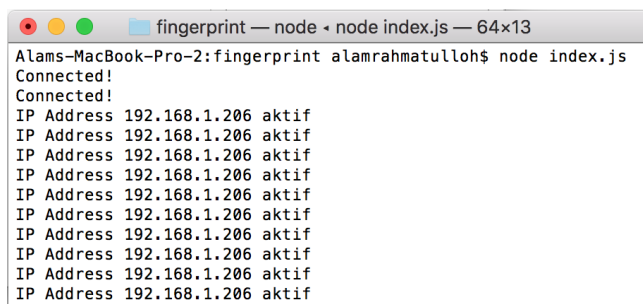 fingerprint — node ◂ node index.js — 64×13
Alams-MacBook-Pro-2:fingerprint alamrahmatulloh$ node index.js
Connected!
Connected!
IP Address 192.168.1.206 aktif
IP Address 192.168.1.206 aktif
IP Address 192.168.1.206 aktif
IP Address 192.168.1.206 aktif
IP Address 192.168.1.206 aktif
IP Address 192.168.1.206 aktif
IP Address 192.168.1.206 aktif
IP Address 192.168.1.206 aktif
IP Address 192.168.1.206 aktif
IP Address 192.168.1.206 aktif